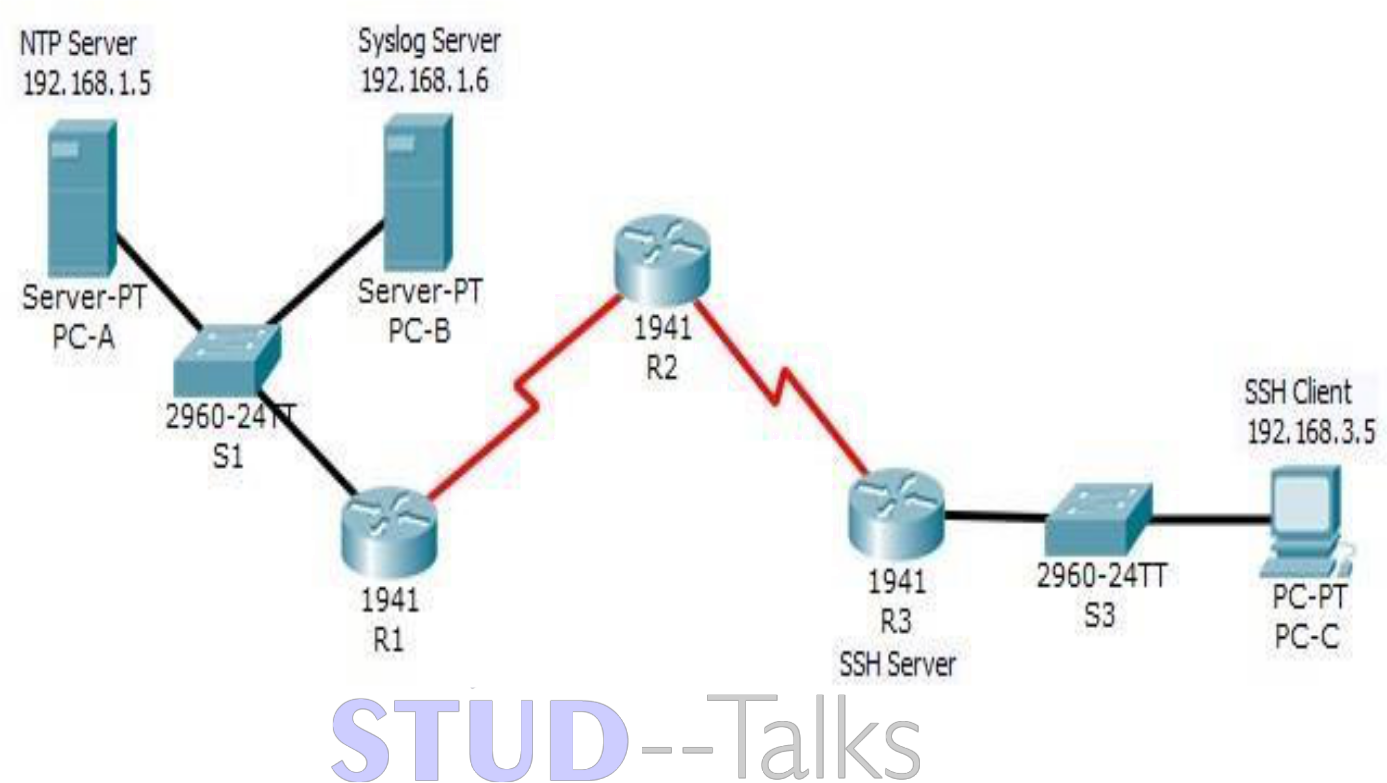 NTP Server
192.168.1.5
Syslog Server
192.168.1.6
Server-PT
PC-A
Server-PT
PC-B
2960-24TT
S1
1941
R2
1941
R1
SSH Client
192.168.3.5
1941
R3
SSH Server
2960-24TT
S3
PC-PT
PC-C
STUD--Talks